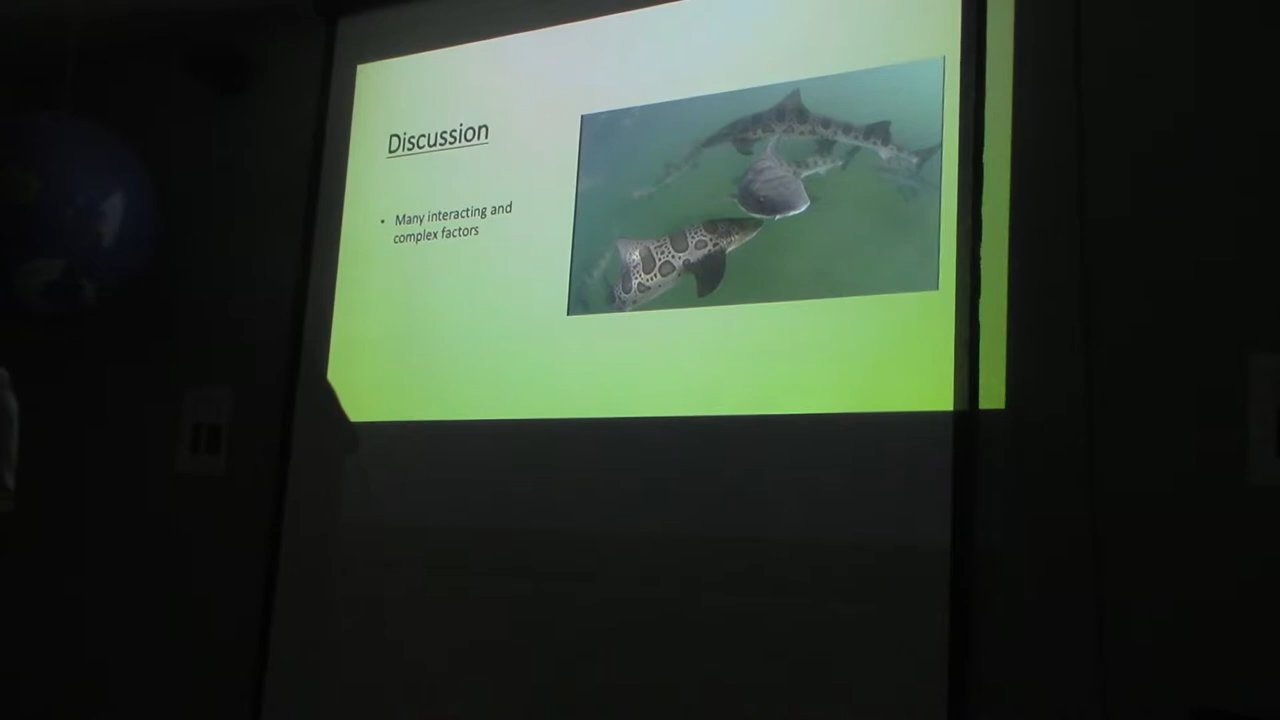 Discussion
• Many interacting and
complex factors